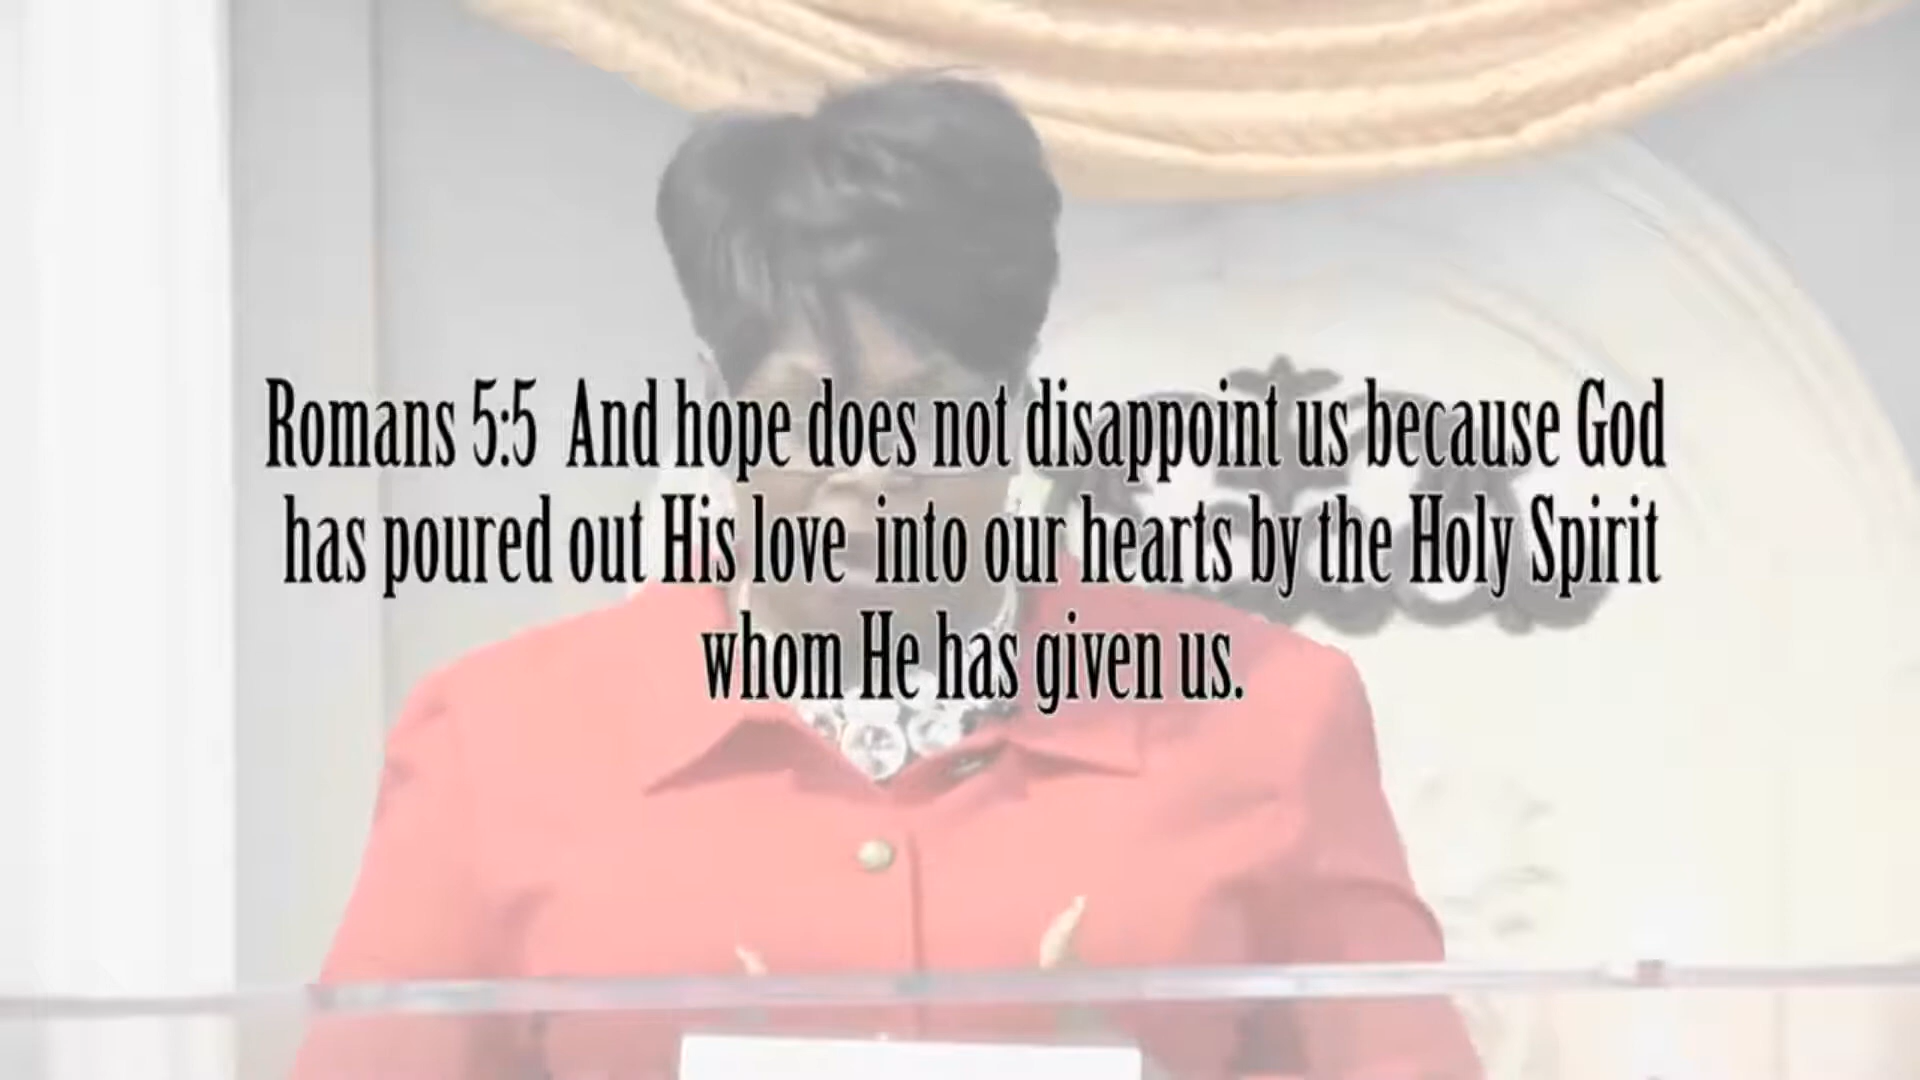 Romans 5:5 And hope does not disappoint us because God
has poured out His love into our hearts by the Holy Spirit
whom He has given us.